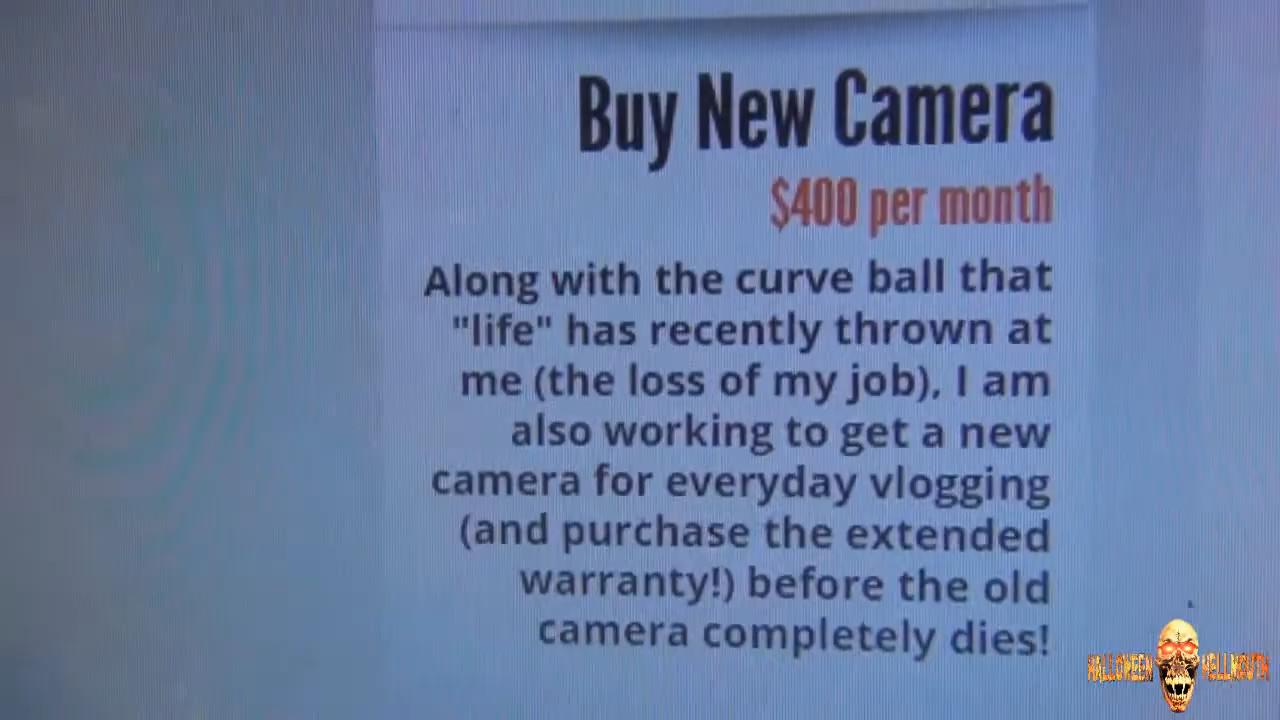 Buy New Camera
$400 per month
Along with the curve ball that
"life" has recently thrown at
me (the loss of my job), I am
also working to get a new
camera for everyday vlogging
(and purchase the extended
warranty!) before the old
camera completely dies!
HALLOWEEN HELLMOUTH